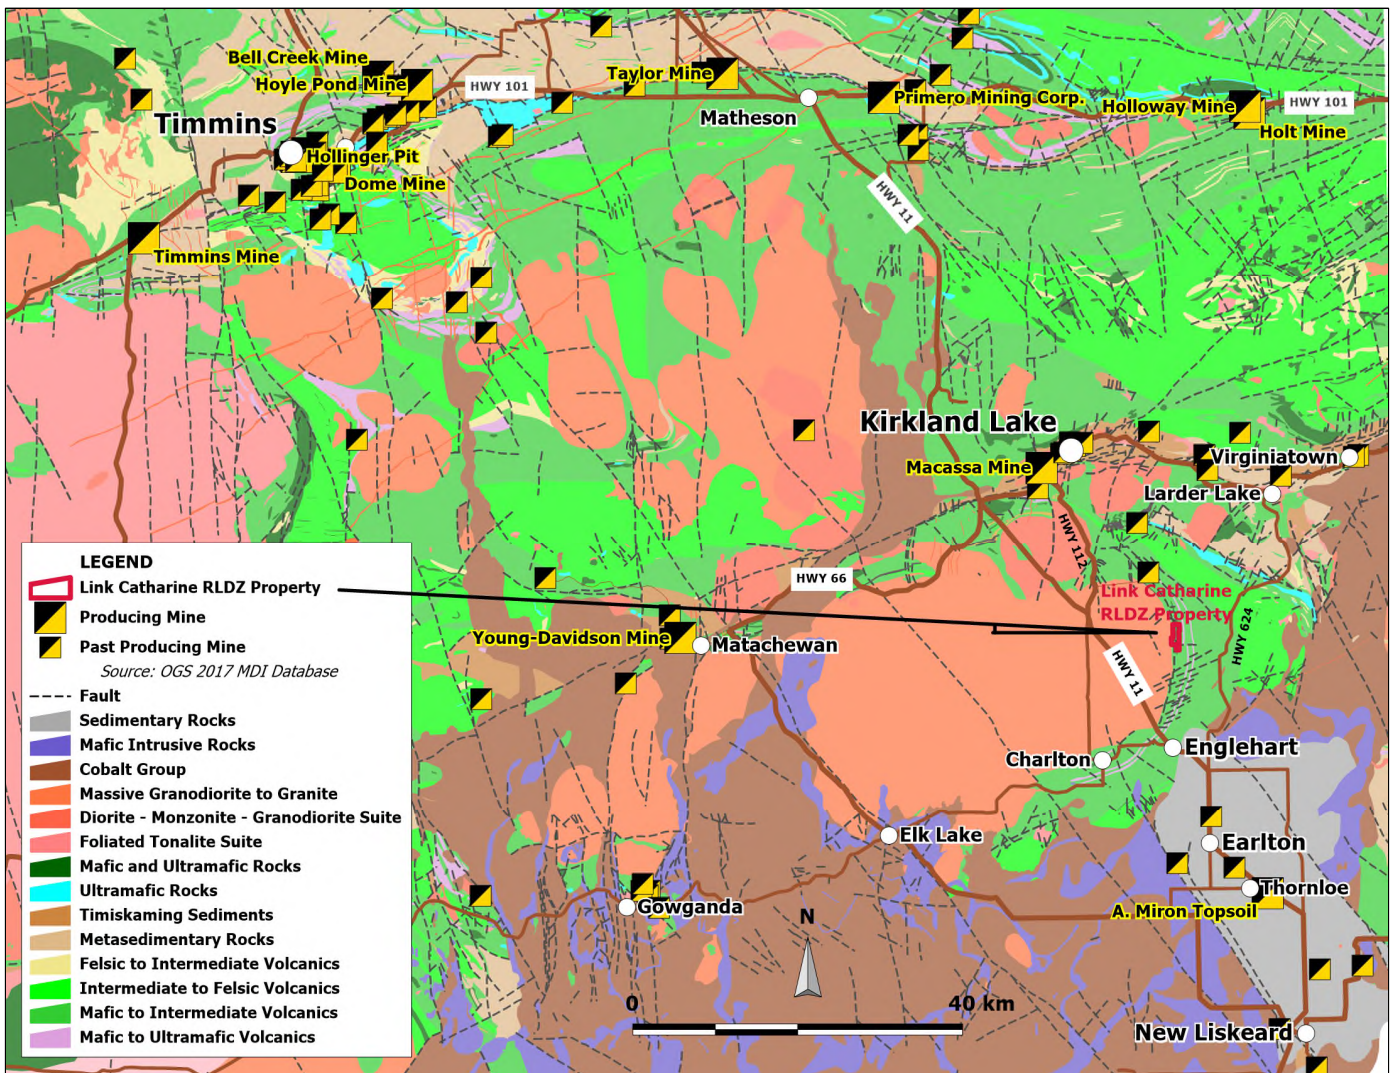 Bell Creek Mine
Hoyle Pond Mine
HWY 101
Taylor Mine
Primero Mining Corp.
Holloway Mine
HWY 101
Timmins
Matheson
Holt Mine
Hollinger Pit
Dome Mine
HWY 11
Timmins Mine
Kirkland Lake
Macassa Mine
Virginiatown
Larder Lake
HWY 112
HWY 66
Link Catharine
RLDZ Property
HWY 624
Young-Davidson Mine
Matachewan
HWY 11
Charlton
Englehart
Elk Lake
Earlton
Thornloe
A. Miron Topsoil
Gowganda
N
0 40 km
New Liskeard
LEGEND
Link Catharine RLDZ Property
Producing Mine
Past Producing Mine
Source: OGS 2017 MDI Database
Fault
Sedimentary Rocks
Mafic Intrusive Rocks
Cobalt Group
Massive Granodiorite to Granite
Diorite - Monzonite - Granodiorite Suite
Foliated Tonalite Suite
Mafic and Ultramafic Rocks
Ultramafic Rocks
Timiskaming Sediments
Metasedimentary Rocks
Felsic to Intermediate Volcanics
Intermediate to Felsic Volcanics
Mafic to Intermediate Volcanics
Mafic to Ultramafic Volcanics